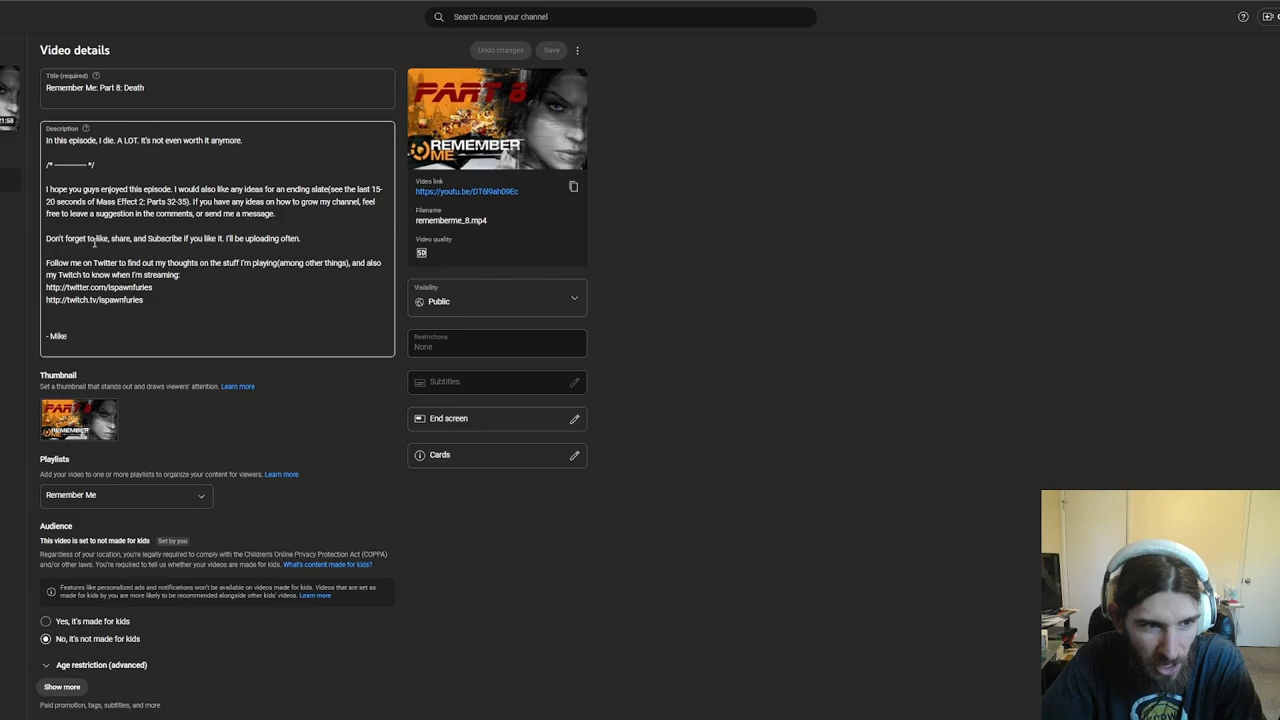 Search across your channel
Video details
Undo changes
Save
Title (required)
Remember Me: Part 8: Death
Description
In this episode, I die. A LOT. It's not even worth it anymore.
/* ---------------- */
I hope you guys enjoyed this episode. I would also like any ideas for an ending slate(see the last 15-
20 seconds of Mass Effect 2: Parts 32-35). If you have any ideas on how to grow my channel, feel
free to leave a suggestion in the comments, or send me a message.
Don't forget to like, share, and Subscribe if you like it. I'll be uploading often.
Follow me on Twitter to find out my thoughts on the stuff I'm playing(among other things), and also
my Twitch to know when I'm streaming:
http://twitter.com/ispawnfuries
http://twitch.tv/ispawnfuries
- Mike
Thumbnail
Set a thumbnail that stands out and draws viewers' attention. Learn more
PART 8
REMEMBER
ME
Playlists
Add your video to one or more playlists to organize your content for viewers. Learn more
Remember Me
Audience
This video is set to not made for kids Set by you
Regardless of your location, you're legally required to comply with the Children's Online Privacy Protection Act (COPPA)
and/or other laws. You're required to tell us whether your videos are made for kids. What's content made for kids?
Features like personalized ads and notifications won't be available on videos made for kids. Videos that are set as
made for kids by you are more likely to be recommended alongside other kids' videos. Learn more
Yes, it's made for kids
No, it's not made for kids
Age restriction (advanced)
Show more
Paid promotion, tags, subtitles, and more
PART 8
REMEMBER
ME
Video link
https://youtu.be/DT6l9ah09Ec
Filename
rememberme_8.mp4
Video quality
SD
Visibility
Public
Restrictions
None
Subtitles
End screen
Cards